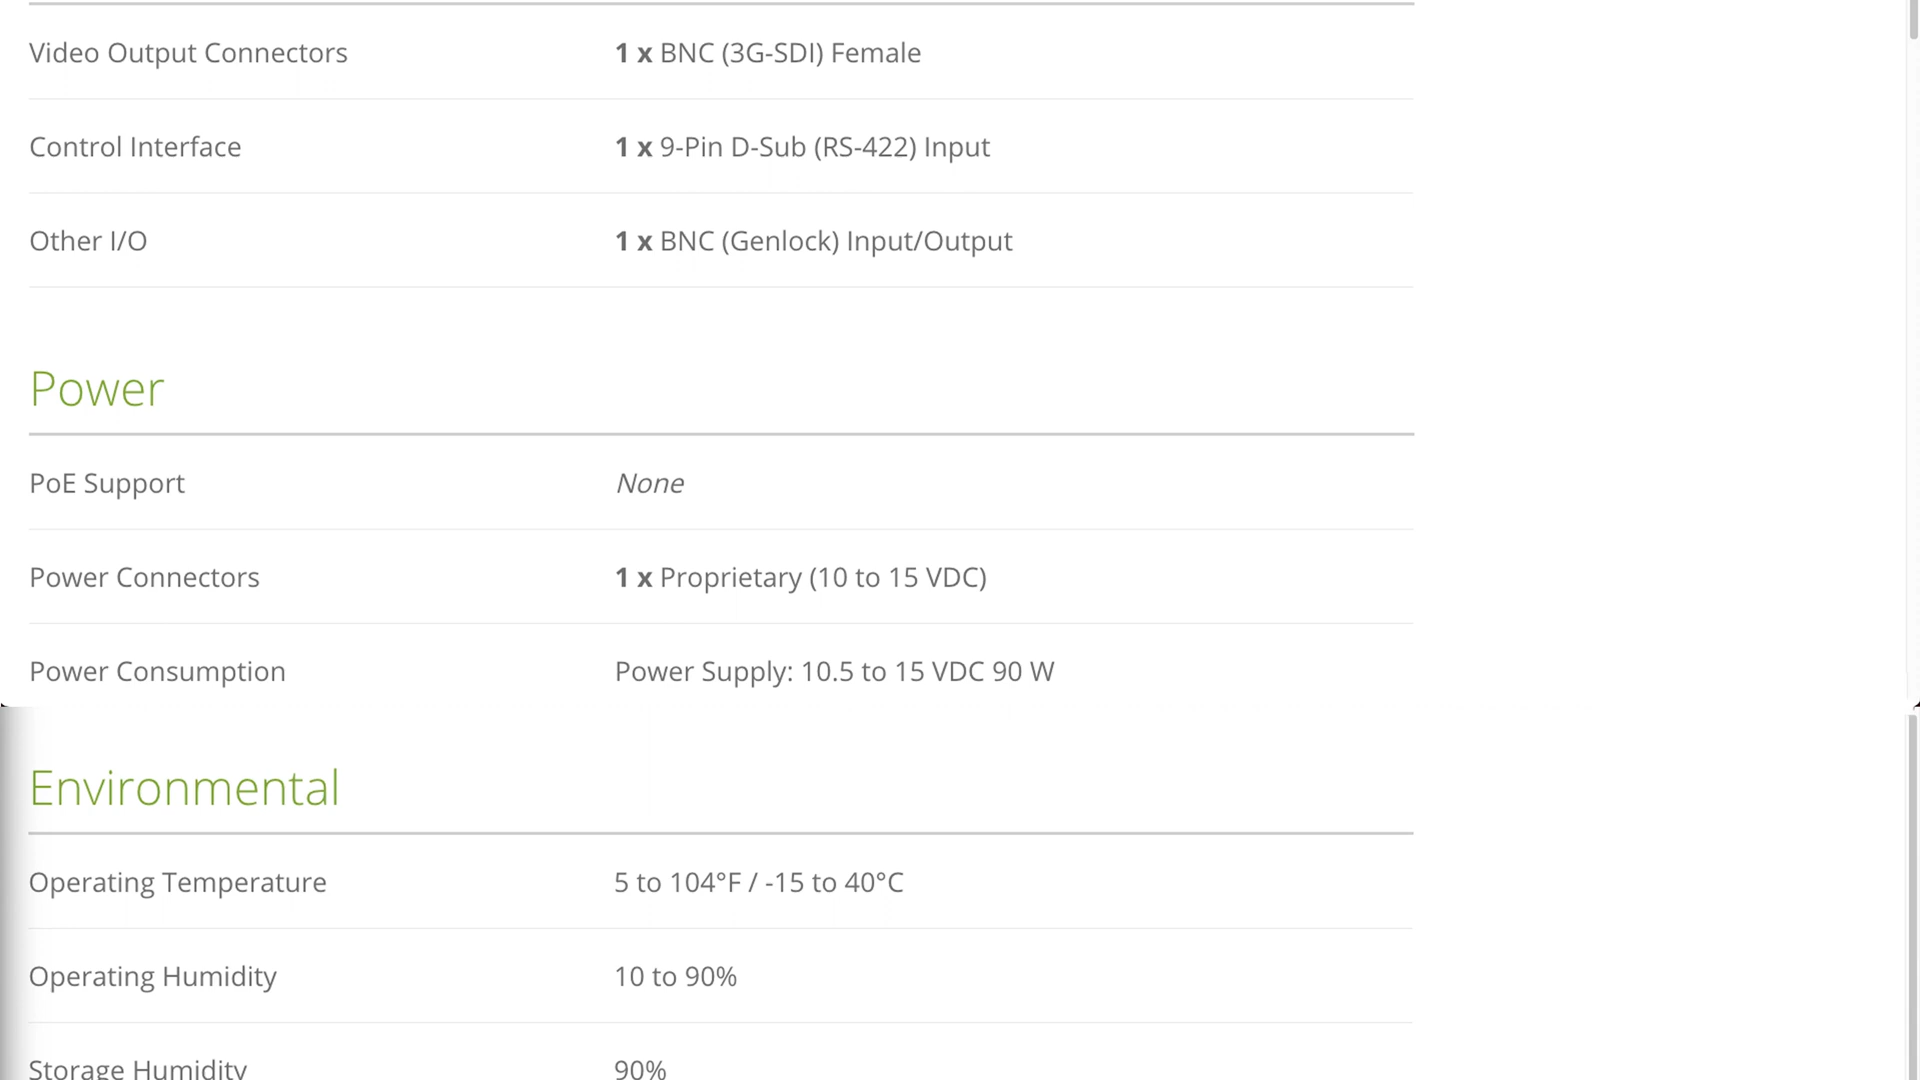 Video Output Connectors 1 x BNC (3G-SDI) Female
Control Interface 1 x 9-Pin D-Sub (RS-422) Input
Other I/O 1 x BNC (Genlock) Input/Output
Power
PoE Support None
Power Connectors 1 x Proprietary (10 to 15 VDC)
Power Consumption Power Supply: 10.5 to 15 VDC 90 W
Environmental
Operating Temperature 5 to 104°F / -15 to 40°C
Operating Humidity 10 to 90%
Storage Humidity 90%